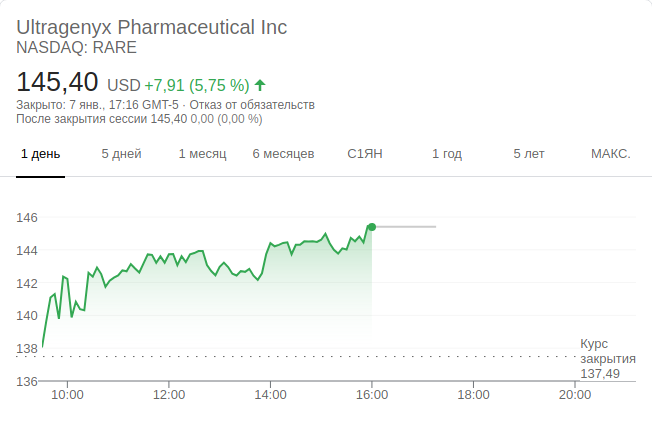 Ultragenyx Pharmaceutical Inc
NASDAQ: RARE
145,40 USD +7,91 (5,75 %)
Закрыто: 7 янв., 17:16 GMT-5 · Отказ от обязательств
После закрытия сессии 145,40 0,00 (0,00 %)
1 день 5 дней 1 месяц 6 месяцев С1ЯН 1 год 5 лет МАКС.
146
144
142
140
138
136
Курс
закрытия
137,49
10:00 12:00 14:00 16:00 18:00 20:00